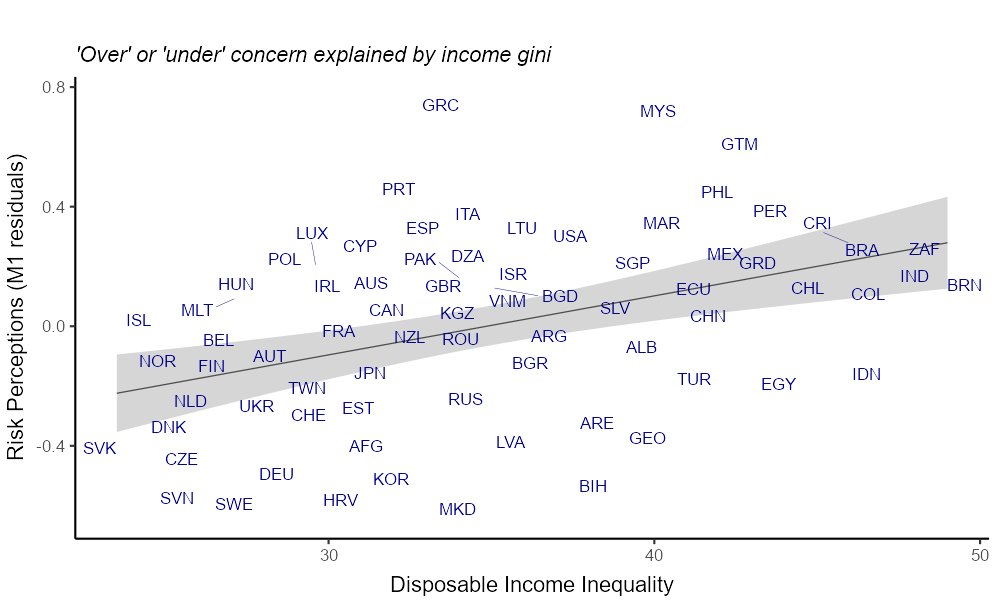 'Over' or 'under' concern explained by income gini
Risk Perceptions (M1 residuals)
0.8
0.4
0.0
-0.4
GRC
MYS
GTM
PRT
PHL
ITA
PER
ESP
LTU
MAR
CRI
LUX
USA
CYP
BRA
ZAF
POL
PAK
DZA
MEX
SGP
GRD
ISR
IND
HUN
IRL
AUS
GBR
BRN
ECU
CHL
VNM
BGD
COL
MLT
CAN
KGZ
SLV
CHN
ISL
FRA
BEL
NZL
ROU
ARG
ALB
NOR
AUT
FIN
BGR
JPN
TUR
IDN
EGY
TWN
NLD
RUS
UKR
CHE
EST
ARE
DNK
GEO
SVK
AFG
LVA
CZE
DEU
KOR
BIH
SVN
SWE
HRV
MKD
30
40
50
Disposable Income Inequality